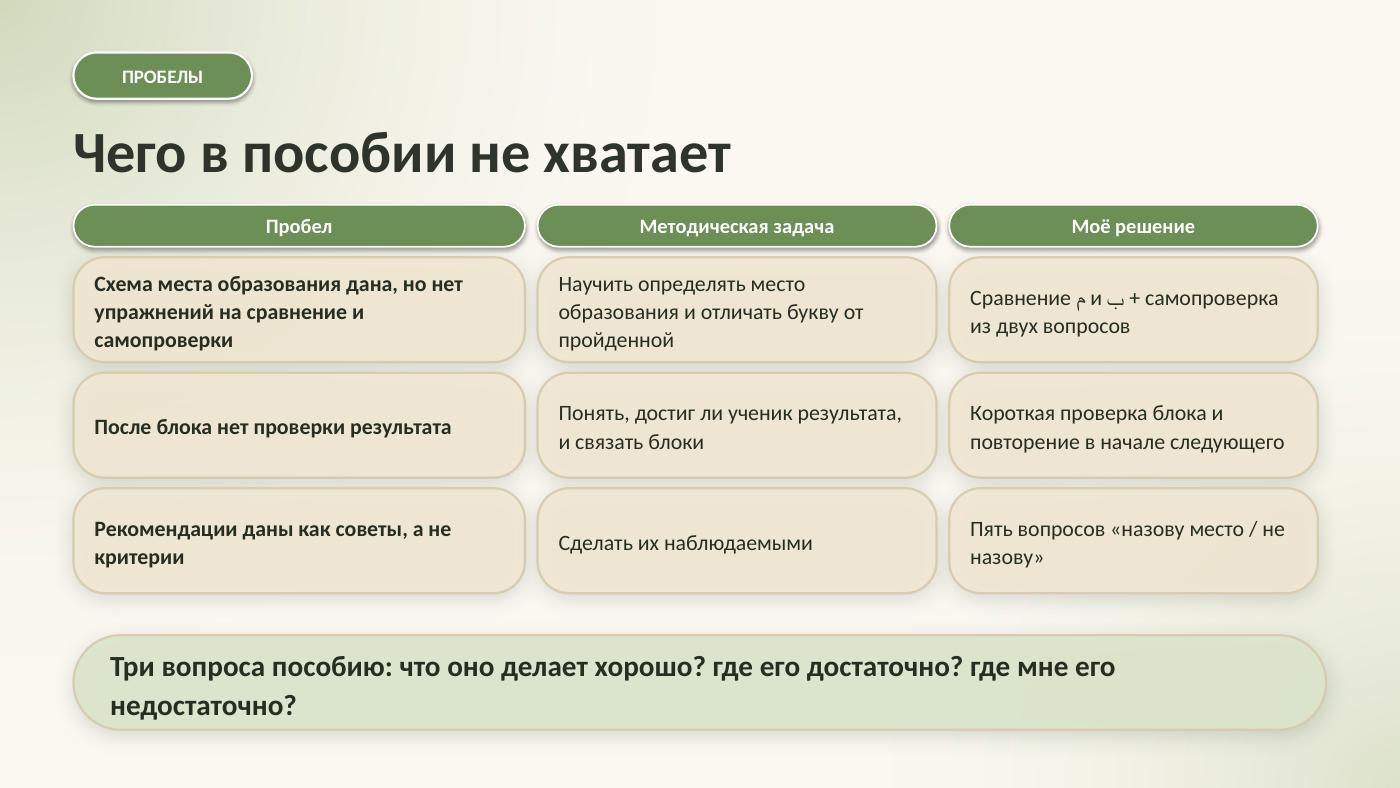 ПРОБЕЛЫ
Чего в пособии не хватает
Пробел
Методическая задача
Моё решение
Схема места образования дана, но нет
упражнений на сравнение и
самопроверки
Научить определять место
образования и отличать букву от
пройденной
Сравнение م и ب + самопроверка
из двух вопросов
После блока нет проверки результата
Понять, достиг ли ученик результата,
и связать блоки
Короткая проверка блока и
повторение в начале следующего
Рекомендации даны как советы, а не
критерии
Сделать их наблюдаемыми
Пять вопросов «назову место / не
назову»
Три вопроса пособию: что оно делает хорошо? где его достаточно? где мне его
недостаточно?